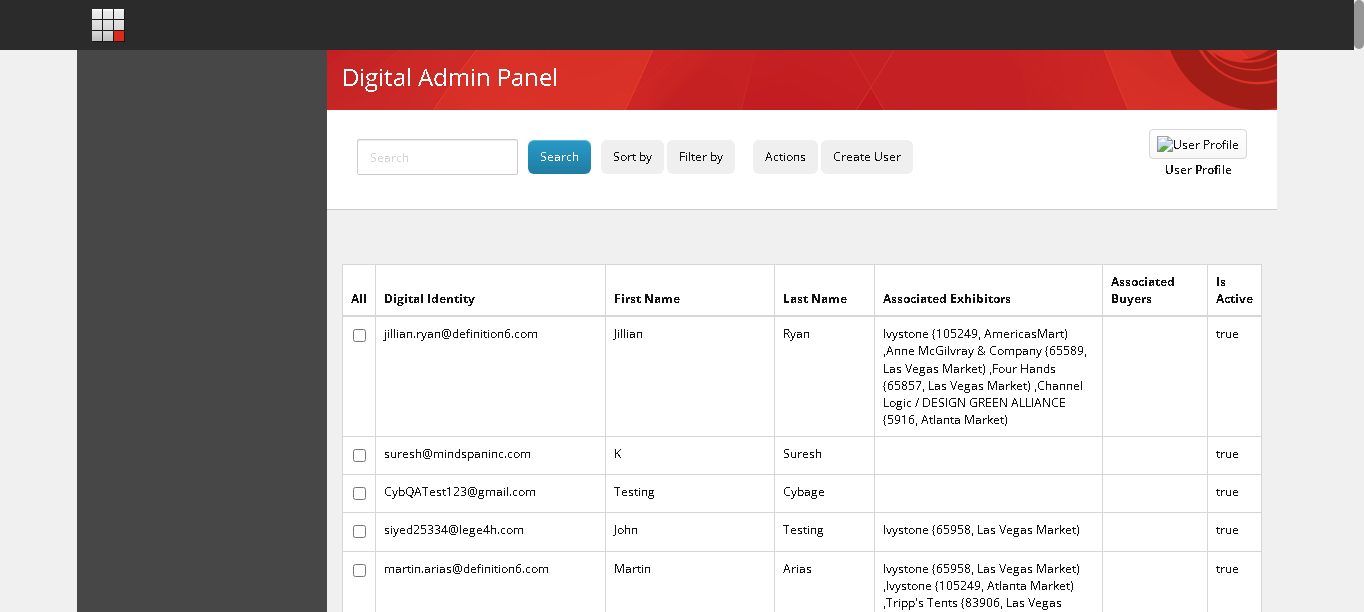 Digital Admin Panel
Search
Search
Sort by
Filter by
Actions
Create User
User Profile
User Profile
All
Digital Identity
First Name
Last Name
Associated Exhibitors
Associated
Buyers
Is
Active
jillian.ryan@definition6.com
Jillian
Ryan
Ivystone {105249, AmericasMart)
,Anne McGilvray & Company {65589,
Las Vegas Market) ,Four Hands
{65857, Las Vegas Market) ,Channel
Logic / DESIGN GREEN ALLIANCE
{5916, Atlanta Market)
true
suresh@mindspaninc.com
K
Suresh
true
CybQATest123@gmail.com
Testing
Cybage
true
siyed25334@lege4h.com
John
Testing
Ivystone {65958, Las Vegas Market)
true
martin.arias@definition6.com
Martin
Arias
Ivystone {65958, Las Vegas Market)
,Ivystone {105249, Atlanta Market)
,Tripp's Tents {83906, Las Vegas
true